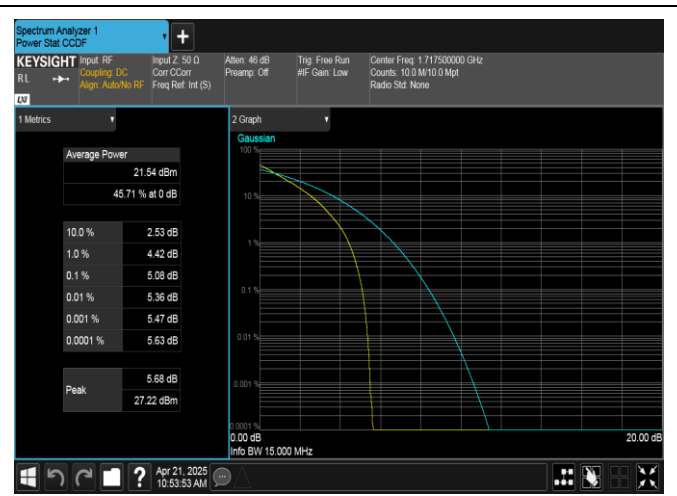 Spectrum Analyzer 1
Power Stat CCDF
+
KEYSIGHT
RL
LXI
Input: RF
Coupling: DC
Align: Auto/No RF
Input Z: 50 Ω
Corr CCorr
Freq Ref: Int (S)
Atten: 46 dB
Preamp: Off
Trig: Free Run
#IF Gain: Low
Center Freq: 1.717500000 GHz
Counts: 10.0 M/10.0 Mpt
Radio Std: None
1 Metrics
Average Power
21.54 dBm
45.71 % at 0 dB
10.0 % 2.53 dB
1.0 % 4.42 dB
0.1 % 5.08 dB
0.01 % 5.36 dB
0.001 % 5.47 dB
0.0001 % 5.63 dB
Peak 5.68 dB
27.22 dBm
2 Graph
Gaussian
100 %
10 %
1 %
0.1 %
0.01 %
0.001 %
0.0001 %
0.00 dB 20.00 dB
Info BW 15.000 MHz
?
Apr 21, 2025
10:53:53 AM